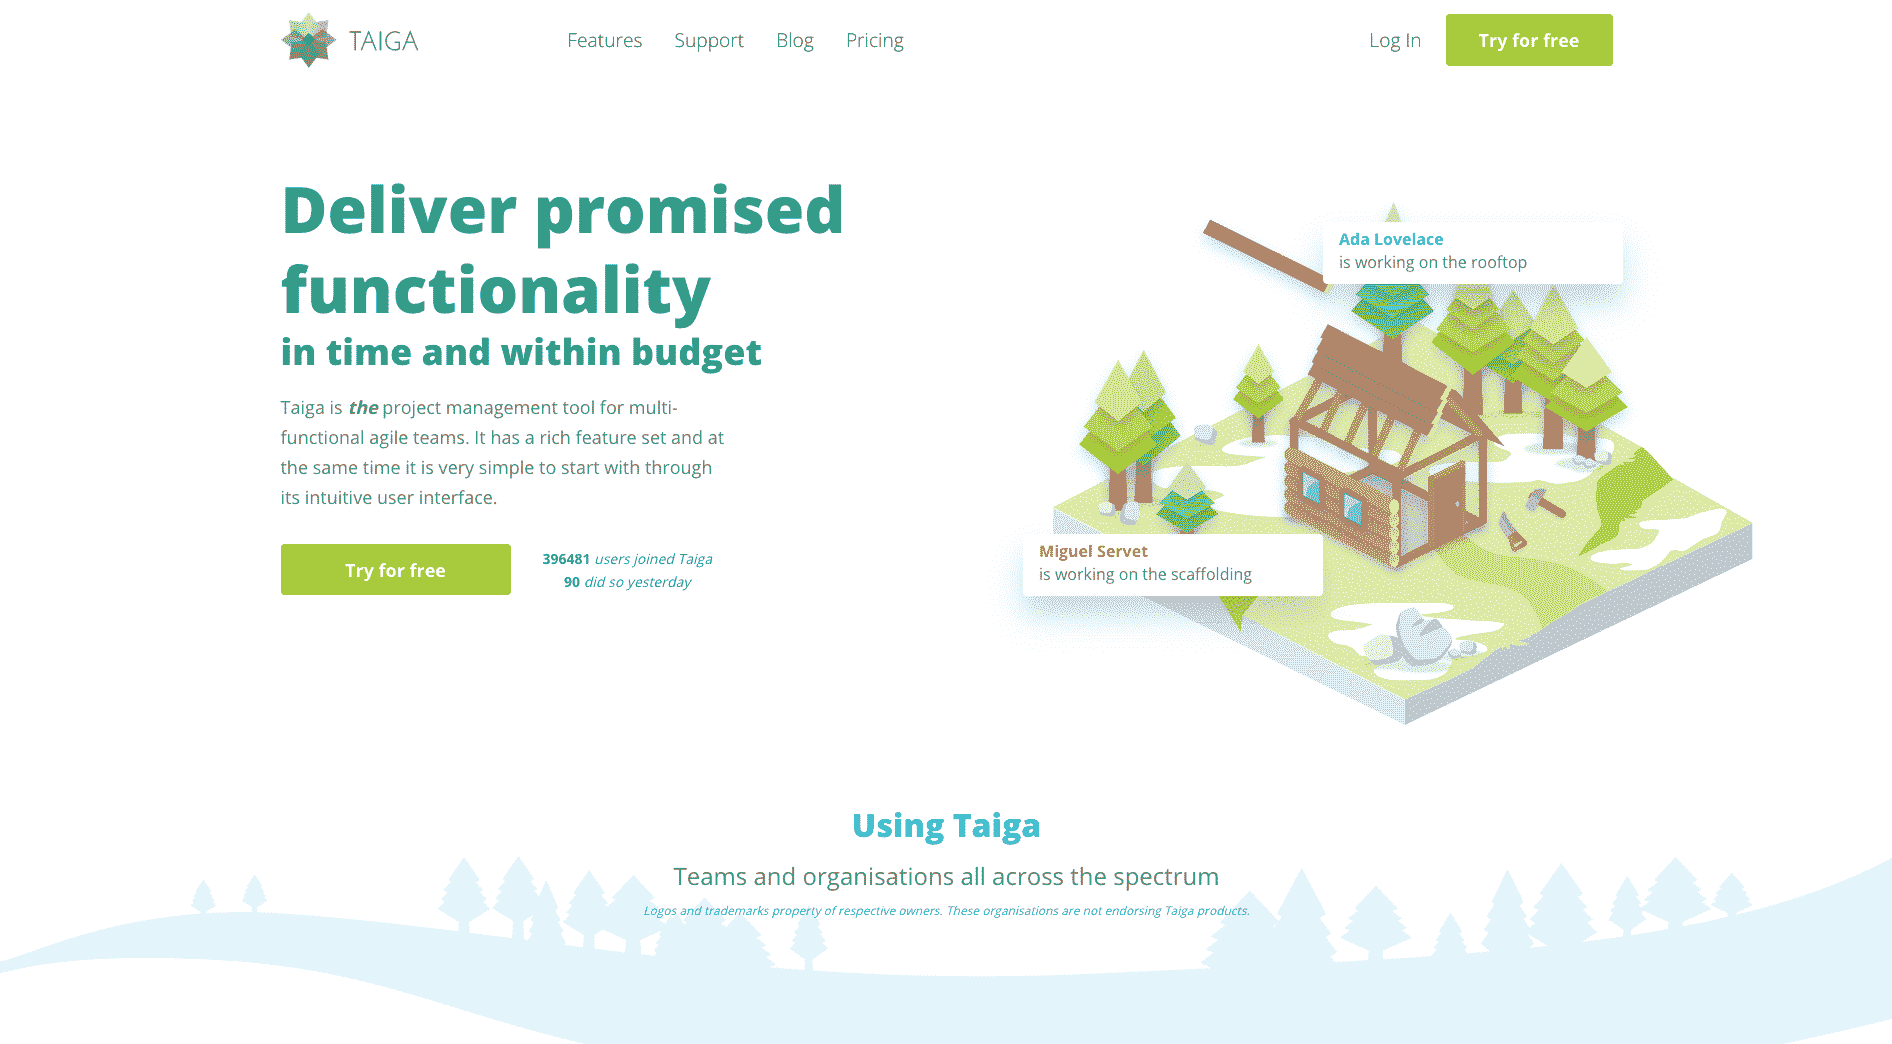 TAIGA
Features
Support
Blog
Pricing
Log In
Try for free
Deliver promised
functionality
in time and within budget
Taiga is the project management tool for multi-
functional agile teams. It has a rich feature set and at
the same time it is very simple to start with through
its intuitive user interface.
Try for free
396481 users joined Taiga
90 did so yesterday
Ada Lovelace
is working on the rooftop
Miguel Servet
is working on the scaffolding
Using Taiga
Teams and organisations all across the spectrum
Logos and trademarks property of respective owners. These organisations are not endorsing Taiga products.